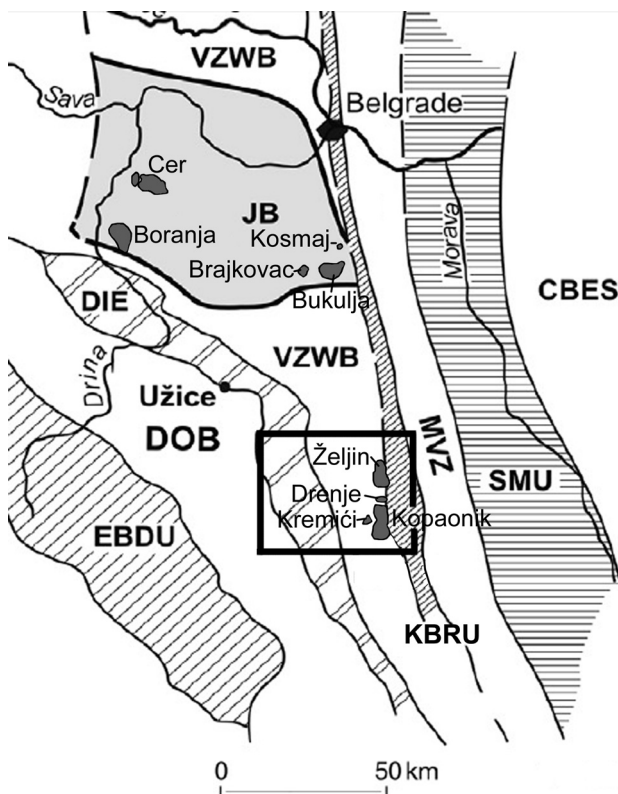 VZWB
Sava
Belgrade
Cer
JB
Boranja
Kosmaj
Brajkovac
Bukulja
Morava
CBES
DIE
VZWB
Drina
Užice
DOB
MVZ
Željin
SMU
Drenje
Kremići
Kopaonik
EBDU
KBRU
0
50 km